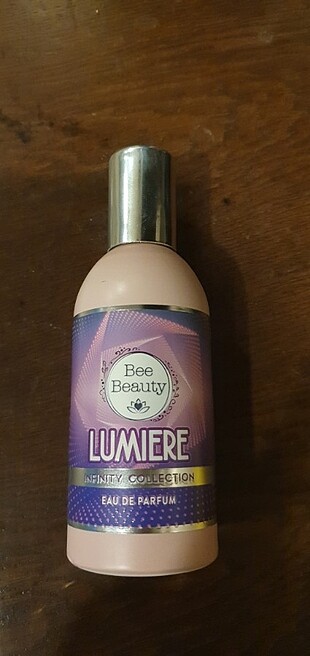 Bee
Beauty
LUMIERE
INFINITY COLLECTION
EAU DE PARFUM